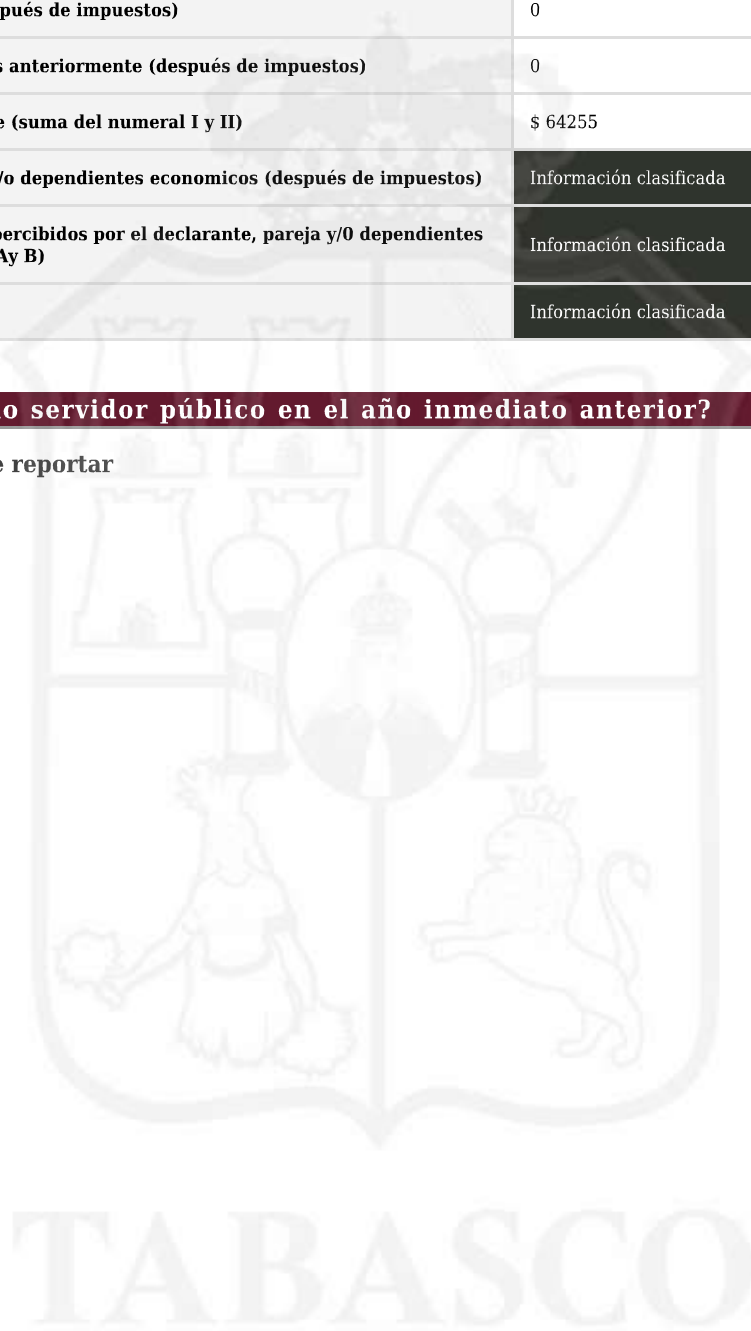 pués de impuestos) 0
s anteriormente (después de impuestos) 0
e (suma del numeral I y II) $ 64255
/o dependientes economicos (después de impuestos) Información clasificada
percibidos por el declarante, pareja y/0 dependientes Información clasificada
Ay B)
Información clasificada
lo servidor público en el año inmediato anterior?
e reportar
TABASCO